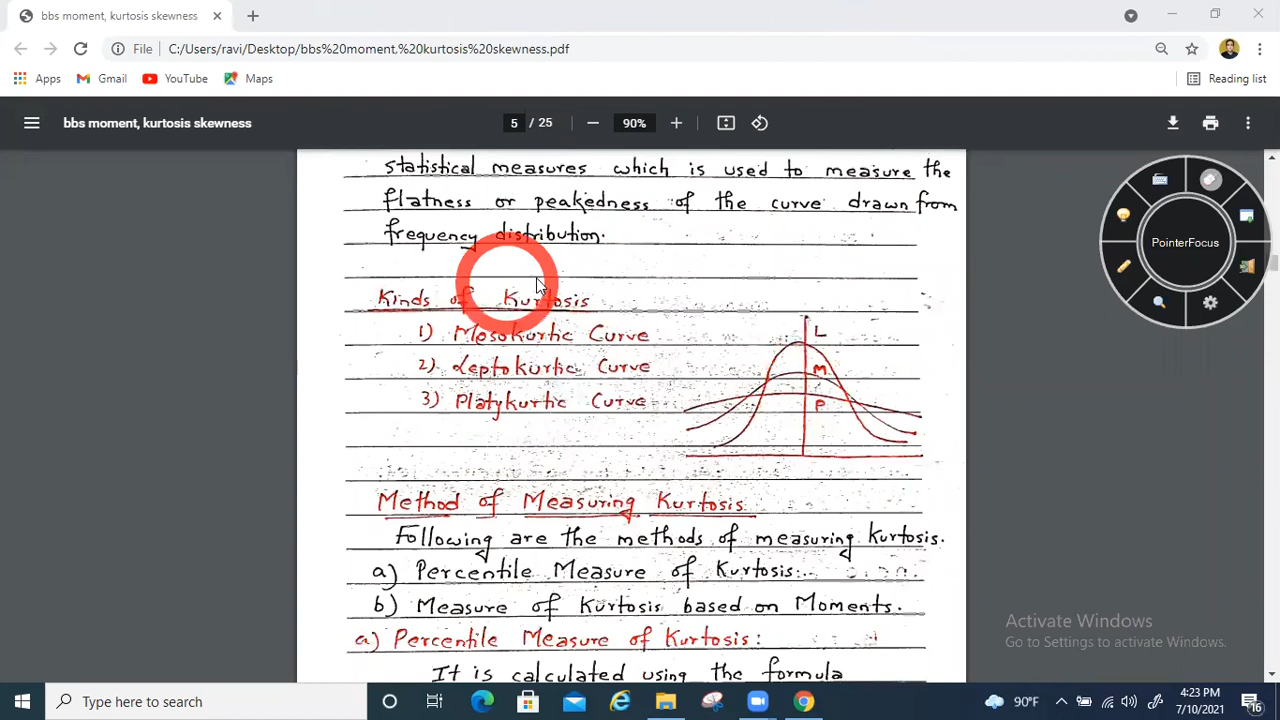 bbs moment, kurtosis skewness
File C:/Users/ravi/Desktop/bbs%20moment,%20kurtosis%20skewness.pdf
Apps Gmail YouTube Maps Reading list
bbs moment, kurtosis skewness 5 / 25 90%
statistical measures which is used to measure the
flatness or peakedness of the curve drawn from
frequency distribution.
Kinds of Kurtosis
1) Mesokurtic Curve
2) Leptokurtic Curve
3) Platykurtic Curve
L
M
P
Method of Measuring Kurtosis
Following are the methods of measuring kurtosis.
a) Percentile Measure of Kurtosis:
b) Measure of Kurtosis based on Moments.
a) Percentile Measure of Kurtosis:
It is calculated using the formula
PointerFocus
Activate Windows
Go to Settings to activate Windows.
Type here to search
90°F
4:23 PM
7/10/2021
16